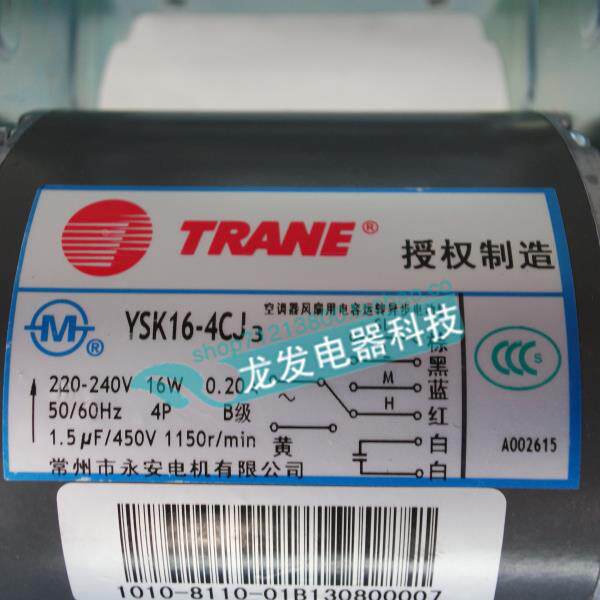 TRANE® 授权制造
M® YSK16-4CJ3
空调器风扇用电容运转异步电
龙发电器科技
220-240V 16W 0.20
50/60Hz 4P B级
1.5μF/450V 1150r/min
常州市永安电机有限公司
~
黄
棕
黑
M 蓝
H 红
白
白
CCC S
A002615
1010-8110-01B130800007